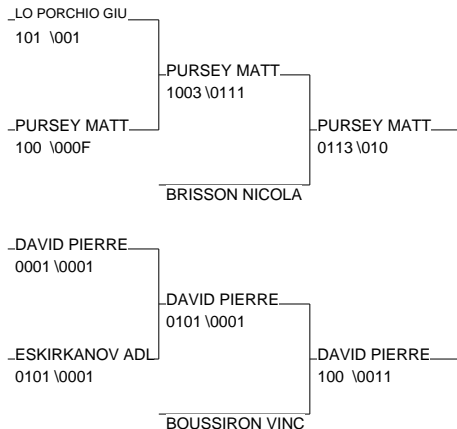 LO PORCHIO GIU
101 \001
PURSEY MATT
1003 \0111
PURSEY MATT
100 \000F
PURSEY MATT
0113 \010
BRISSON NICOLA
DAVID PIERRE
0001 \0001
DAVID PIERRE
0101 \0001
ESKIRKANOV ADL
0101 \0001
DAVID PIERRE
100 \0011
BOUSSIRON VINC